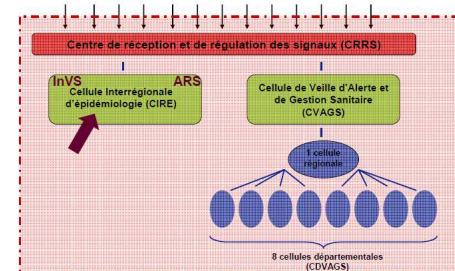 Centre de réception et de régulation des signaux (CRRS)
InVS ARS
Cellule Interrégionale
d'épidémiologie (CIRE)
Cellule de Veille d'Alerte et
de Gestion Sanitaire
(CVAGS)
1 cellule
régionale
8 cellules départementales
(CDVAGS)